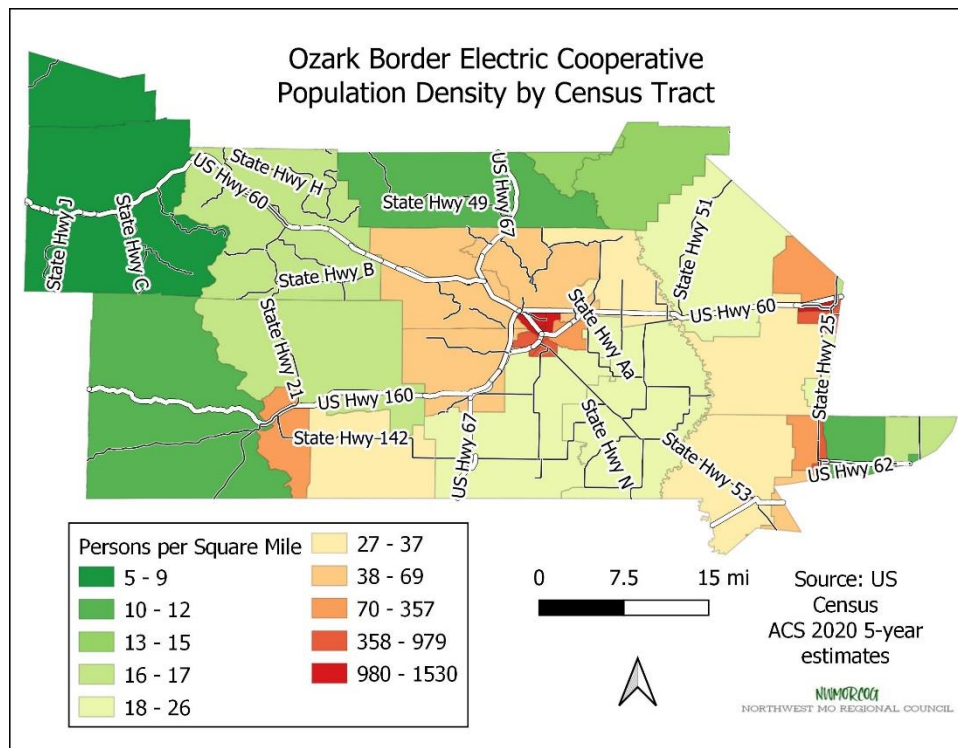 Ozark Border Electric Cooperative
Population Density by Census Tract
US Hwy 60
State Hwy H
State Hwy J
State Hwy C
State Hwy 49
US Hwy 67
State Hwy 51
State Hwy B
State Hwy Aa
US Hwy 60
State Hwy 25
State Hwy 21
US Hwy 160
State Hwy 142
US Hwy 67
State Hwy N
State Hwy 53
US Hwy 62
Persons per Square Mile
5 - 9
10 - 12
13 - 15
16 - 17
18 - 26
27 - 37
38 - 69
70 - 357
358 - 979
980 - 1530
0 7.5 15 mi
Source: US
Census
ACS 2020 5-year
estimates
NWMORCOG
NORTHWEST MO REGIONAL COUNCIL